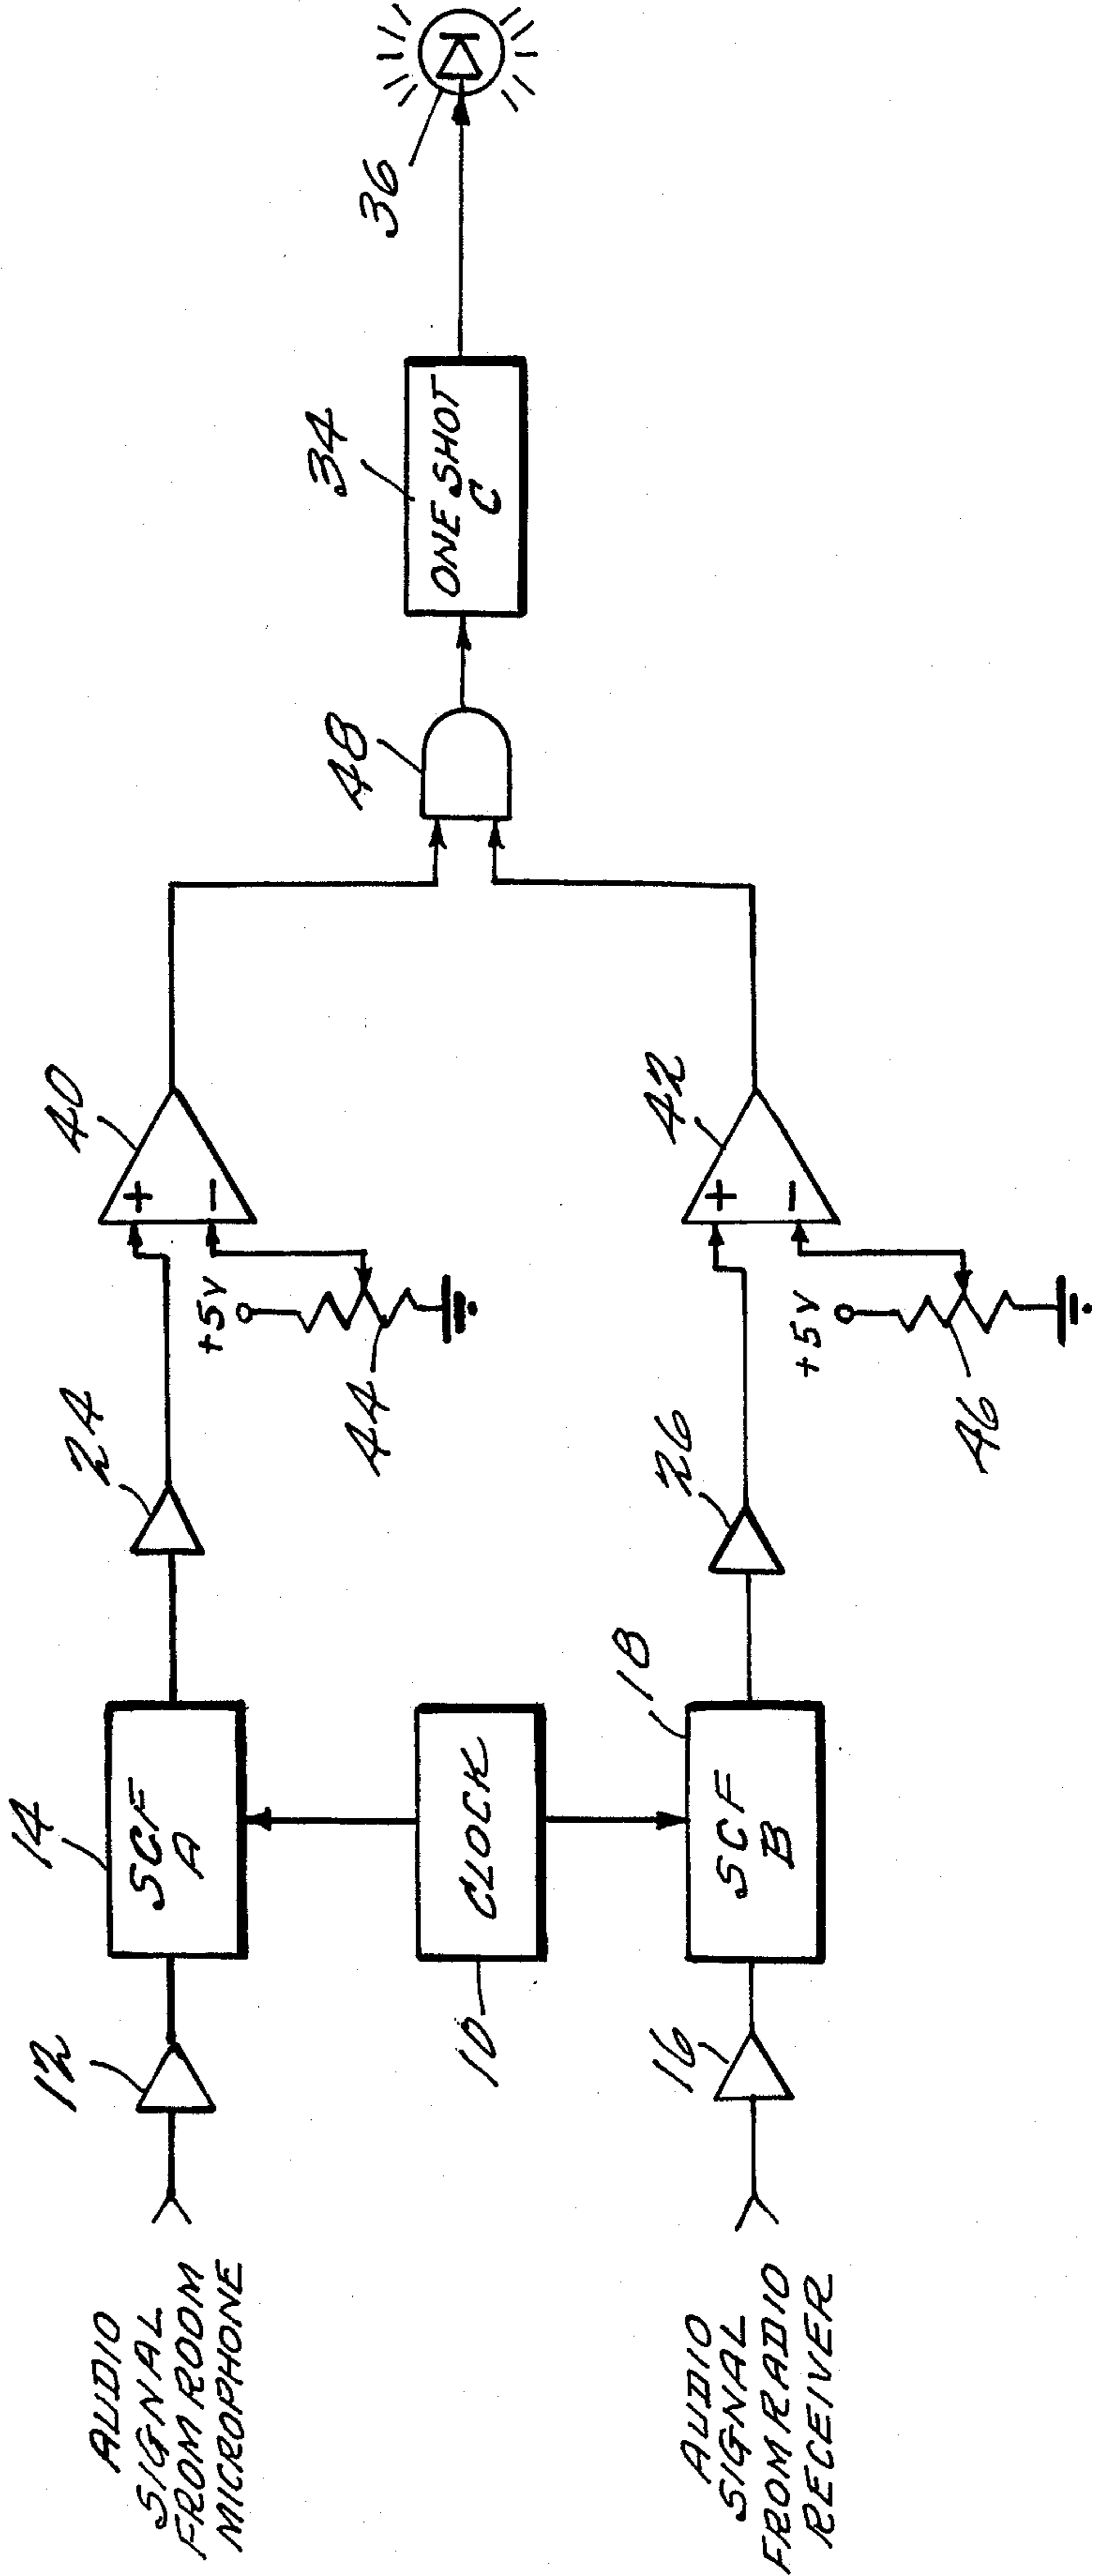 AUDIO
SIGNAL
FROM ROOM
MICROPHONE
12
14
SCF
A
24
+5V
44
+
-
40
10
CLOCK
48
34
ONE SHOT
C
36
AUDIO
SIGNAL
FROM RADIO
RECEIVER
16
18
SCF
B
26
+5V
46
+
-
42